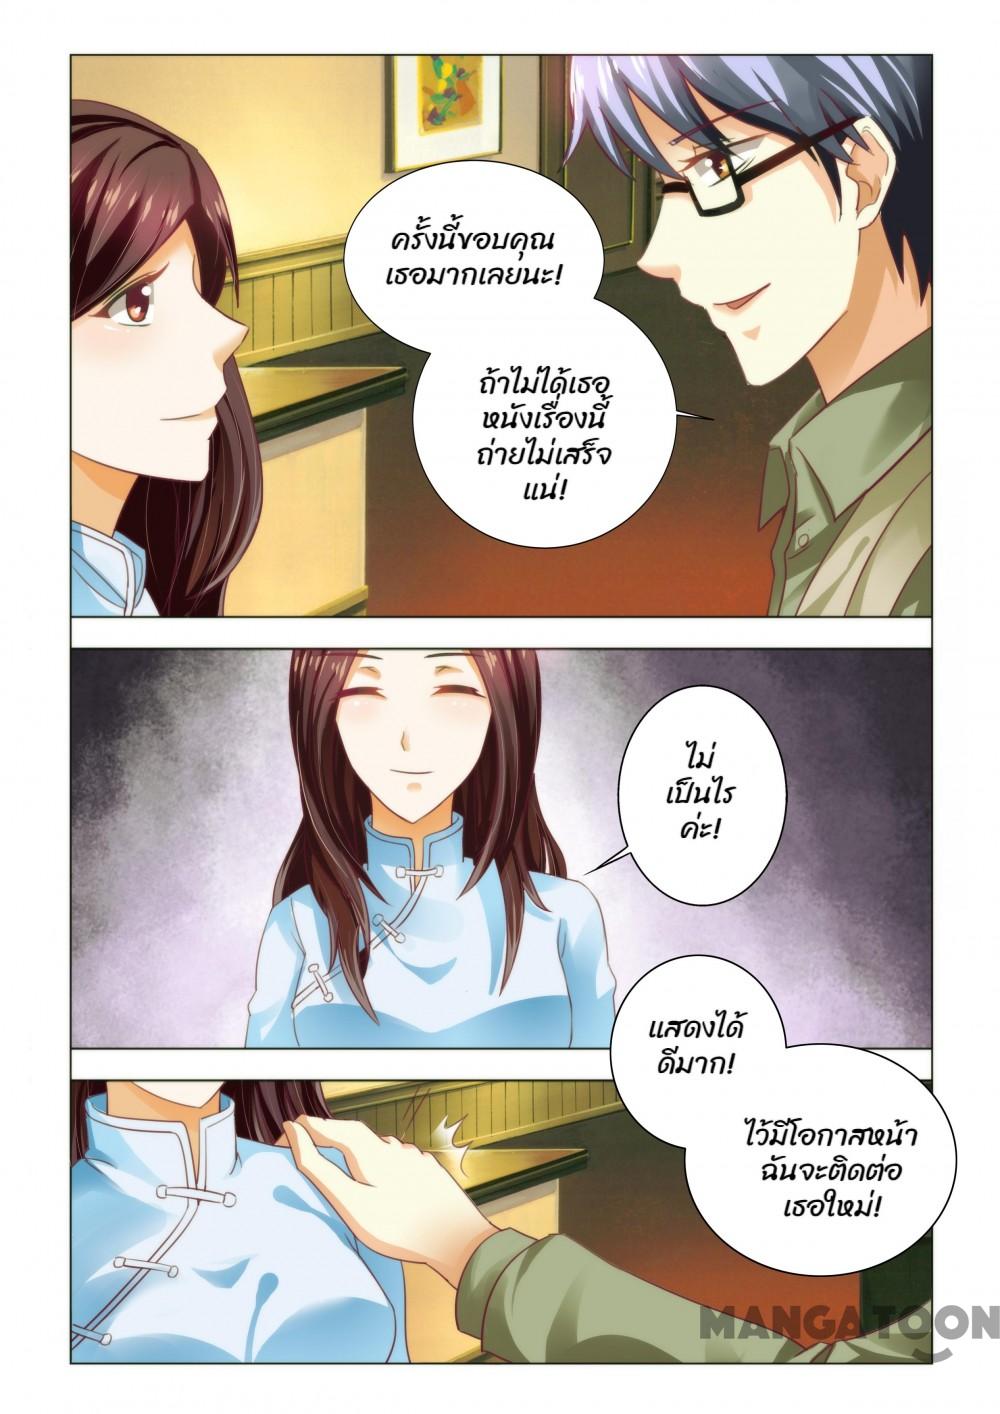 ครั้งนี้ขอบคุณ
เธอมากเลยนะ!
ถ้าไม่ได้เธอ
หนังเรื่องนี้
ถ่ายไม่เสร็จ
แน่!
ไม่
เป็นไร
ค่ะ!
แสดงได้
ดีมาก!
ไว้มีโอกาสหน้า
ฉันจะติดต่อ
เธอใหม่!
MANGATOON